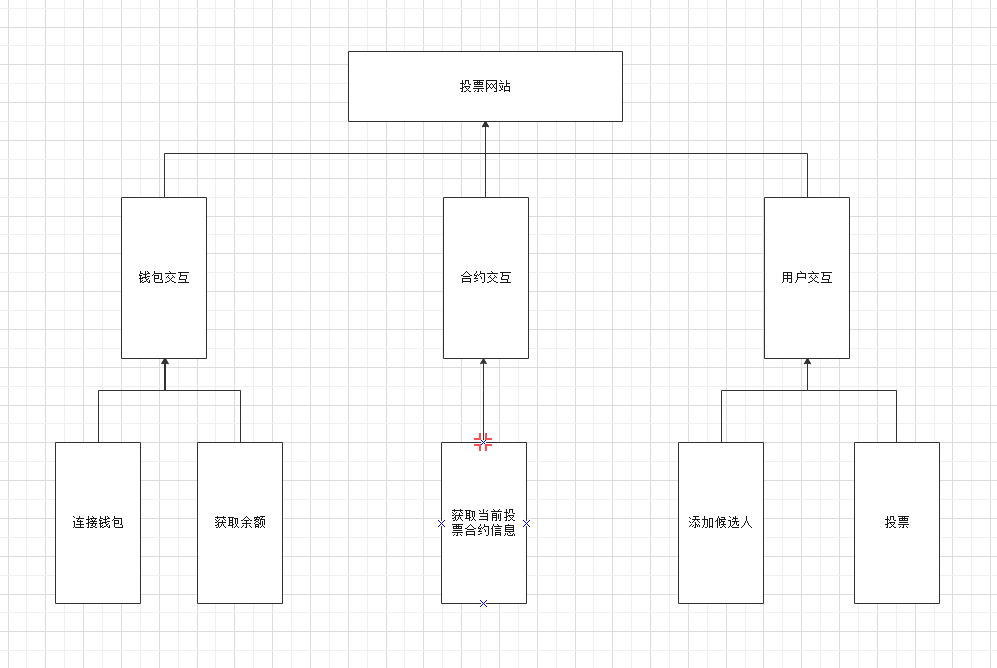 投票网站
钱包交互
合约交互
用户交互
连接钱包
获取余额
获取当前投
票合约信息
添加候选人
投票